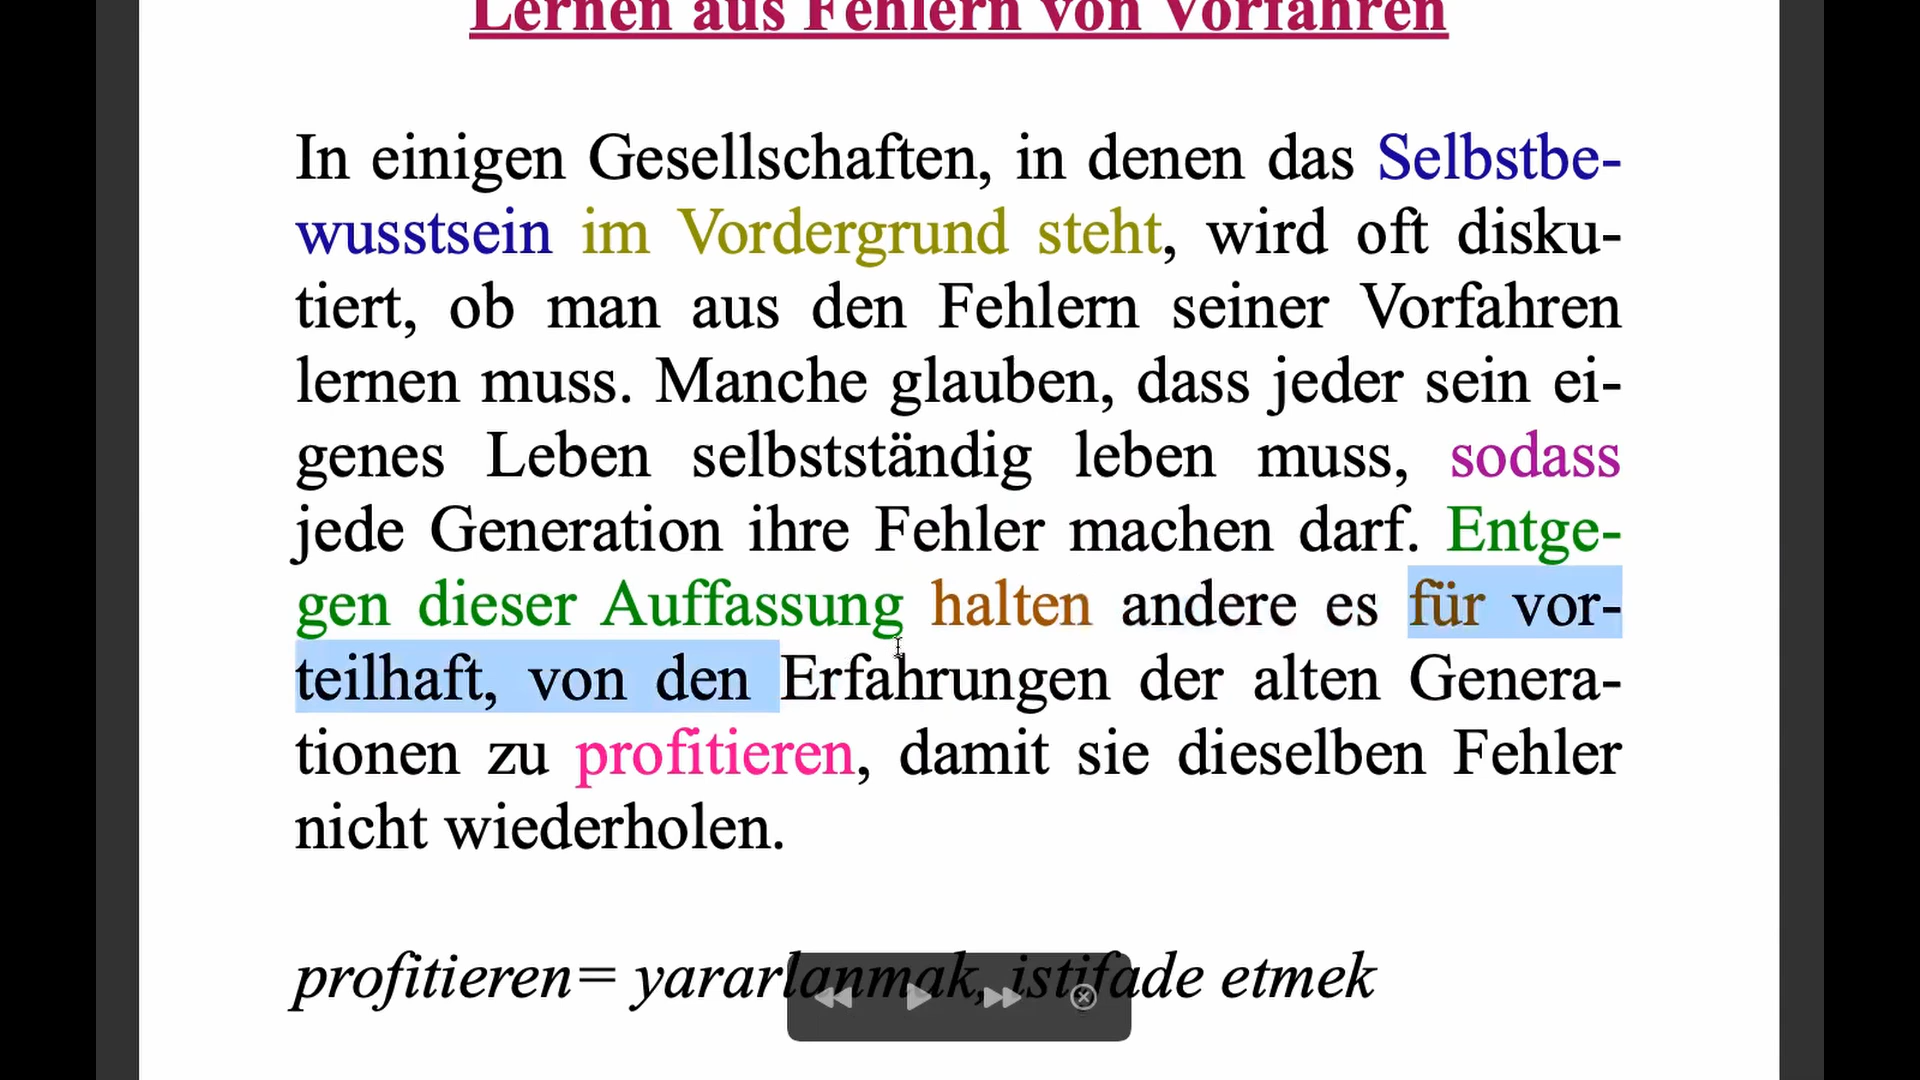 Lernen aus Fehlern von Vorfahren
In einigen Gesellschaften, in denen das Selbstbe-
wusstsein im Vordergrund steht, wird oft disku-
tiert, ob man aus den Fehlern seiner Vorfahren
lernen muss. Manche glauben, dass jeder sein ei-
genes Leben selbstständig leben muss, sodass
jede Generation ihre Fehler machen darf. Entge-
gen dieser Auffassung halten andere es für vor-
teilhaft, von den Erfahrungen der alten Genera-
tionen zu profitieren, damit sie dieselben Fehler
nicht wiederholen.
profitieren= yararlanmak, istifade etmek